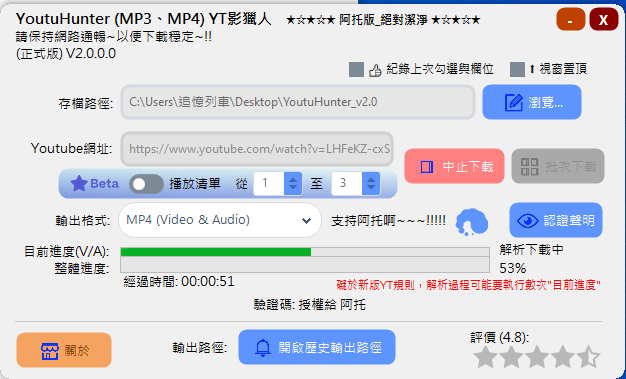 YoutuHunter (MP3、MP4) YT影獵人 ★☆★☆★ 阿托版_絕對潔淨 ★☆★☆★
- X
請保持網路通暢~以便下載穩定~!!
(正式版) V2.0.0.0
紀錄上次勾選與欄位 ⬆ 視窗置頂
存檔路徑: C:\Users\追憶列車\Desktop\YoutuHunter_v2.0 瀏覽...
Youtube網址: https://www.youtube.com/watch?v=LHFeKZ-cxS
中止下載 批次下載
Beta 播放清單 從 1 至 3
輸出格式: MP4 (Video & Audio) 支持阿托啊~~~!!!!! 認證聲明
目前進度(V/A): 解析下載中
整體進度: 53%
經過時間: 00:00:51 礙於新版YT規則，解析過程可能要執行數次"目前進度"
驗證碼: 授權給 阿托
關於 輸出路徑: 開啟歷史輸出路徑 評價 (4.8):